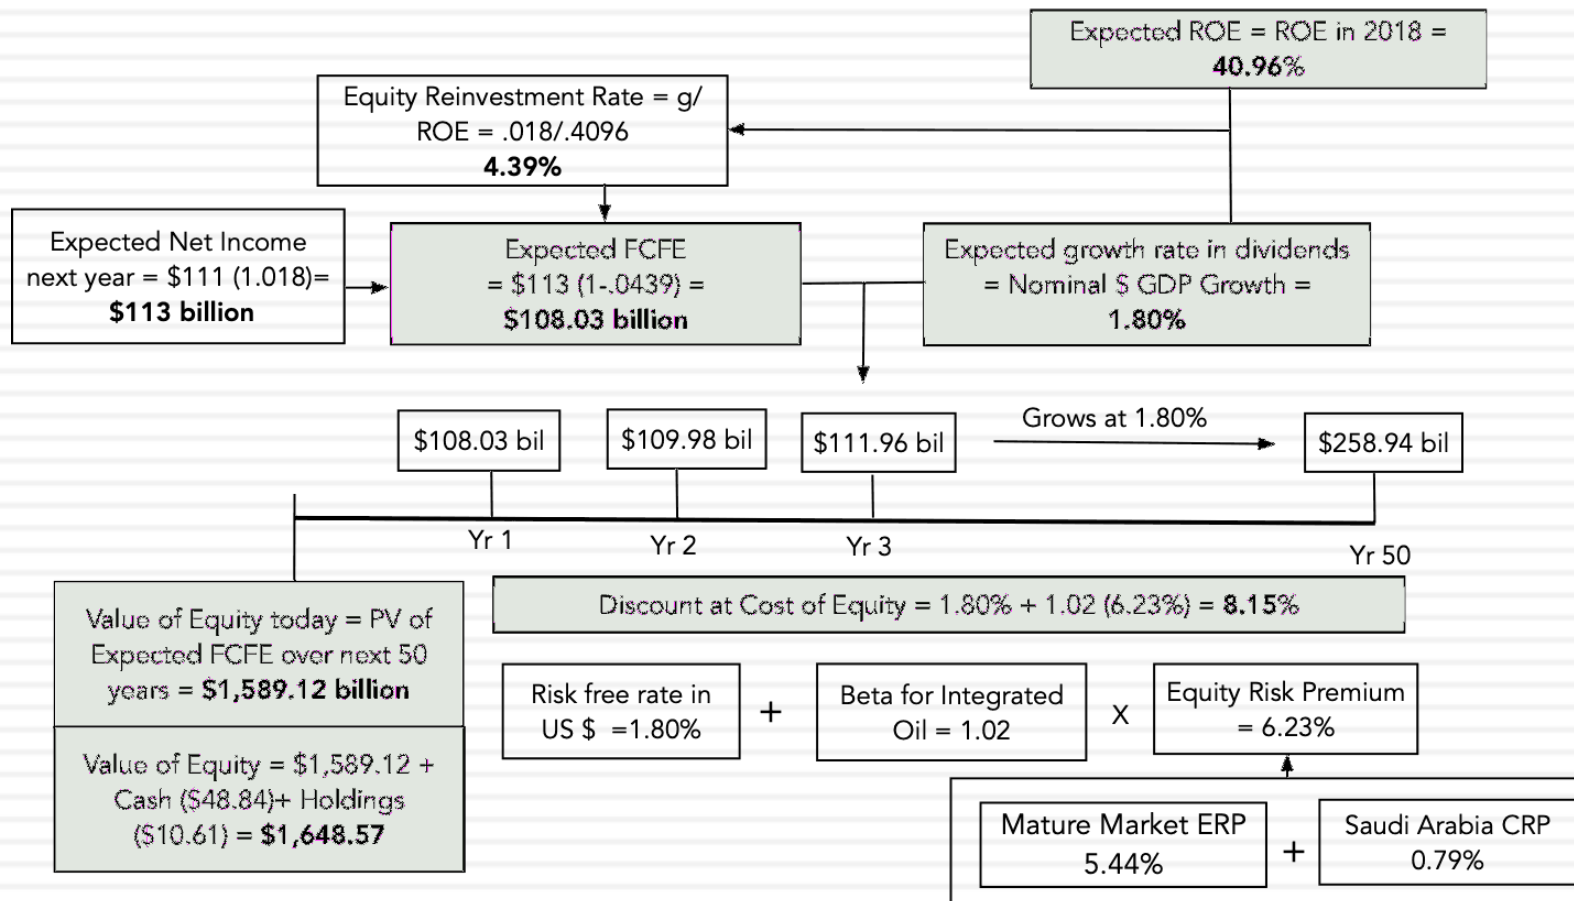 Expected ROE = ROE in 2018 =
40.96%
Equity Reinvestment Rate = g/
ROE = .018/.4096
4.39%
Expected Net Income
next year = $111 (1.018)=
$113 billion
Expected FCFE
= $113 (1-.0439) =
$108.03 billion
Expected growth rate in dividends
= Nominal $ GDP Growth =
1.80%
$108.03 bil
$109.98 bil
$111.96 bil
Grows at 1.80%
$258.94 bil
Yr 1
Yr 2
Yr 3
Yr 50
Value of Equity today = PV of
Expected FCFE over next 50
years = $1,589.12 billion
Value of Equity = $1,589.12 +
Cash ($48.84)+ Holdings
($10.61) = $1,648.57
Discount at Cost of Equity = 1.80% + 1.02 (6.23%) = 8.15%
Risk free rate in
US $ =1.80%
+
Beta for Integrated
Oil = 1.02
X
Equity Risk Premium
= 6.23%
Mature Market ERP
5.44%
+
Saudi Arabia CRP
0.79%